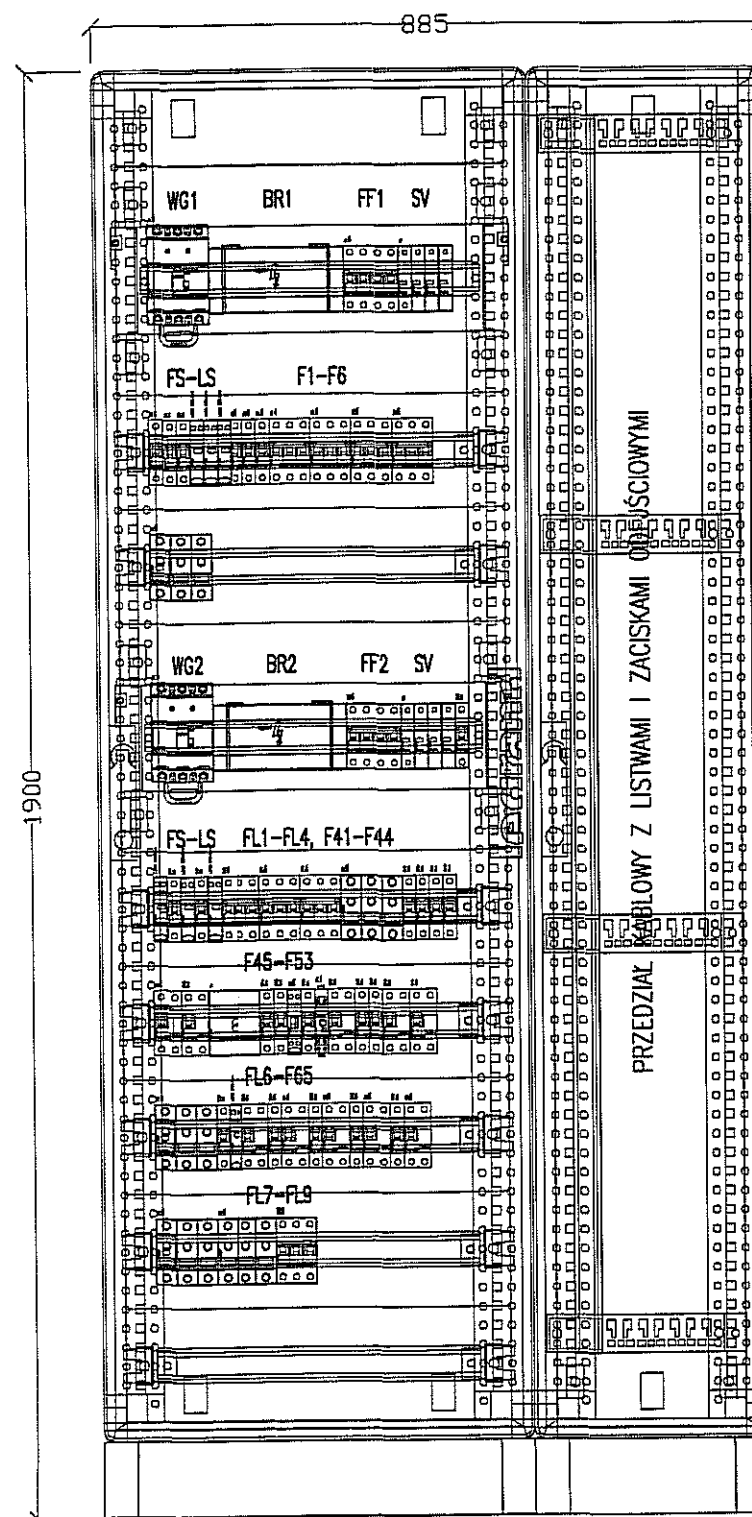 885
1900
WG1 BR1 FF1 SV
FS-LS F1-F6
WG2 BR2 FF2 SV
FS-LS FL1-FL4, F41-F44
F45-F53
FL6-F65
FL7-FL9
PRZEDZIAŁ KABLOWY Z LISTWAMI I ZACISKAMI ODEJŚCIOWYMI